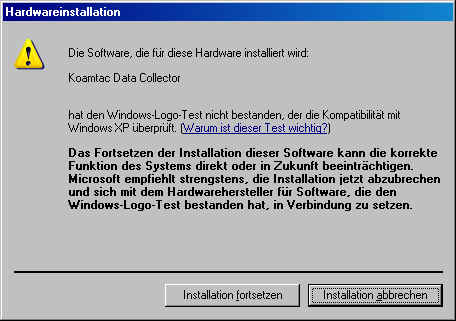 Hardwareinstallation
Die Software, die für diese Hardware installiert wird:
Koamtac Data Collector
hat den Windows-Logo-Test nicht bestanden, der die Kompatibilität mit
Windows XP überprüft. (Warum ist dieser Test wichtig?)
Das Fortsetzen der Installation dieser Software kann die korrekte
Funktion des Systems direkt oder in Zukunft beeinträchtigen.
Microsoft empfiehlt strengstens, die Installation jetzt abzubrechen
und sich mit dem Hardwarehersteller für Software, die den
Windows-Logo-Test bestanden hat, in Verbindung zu setzen.
Installation fortsetzen
Installation abbrechen